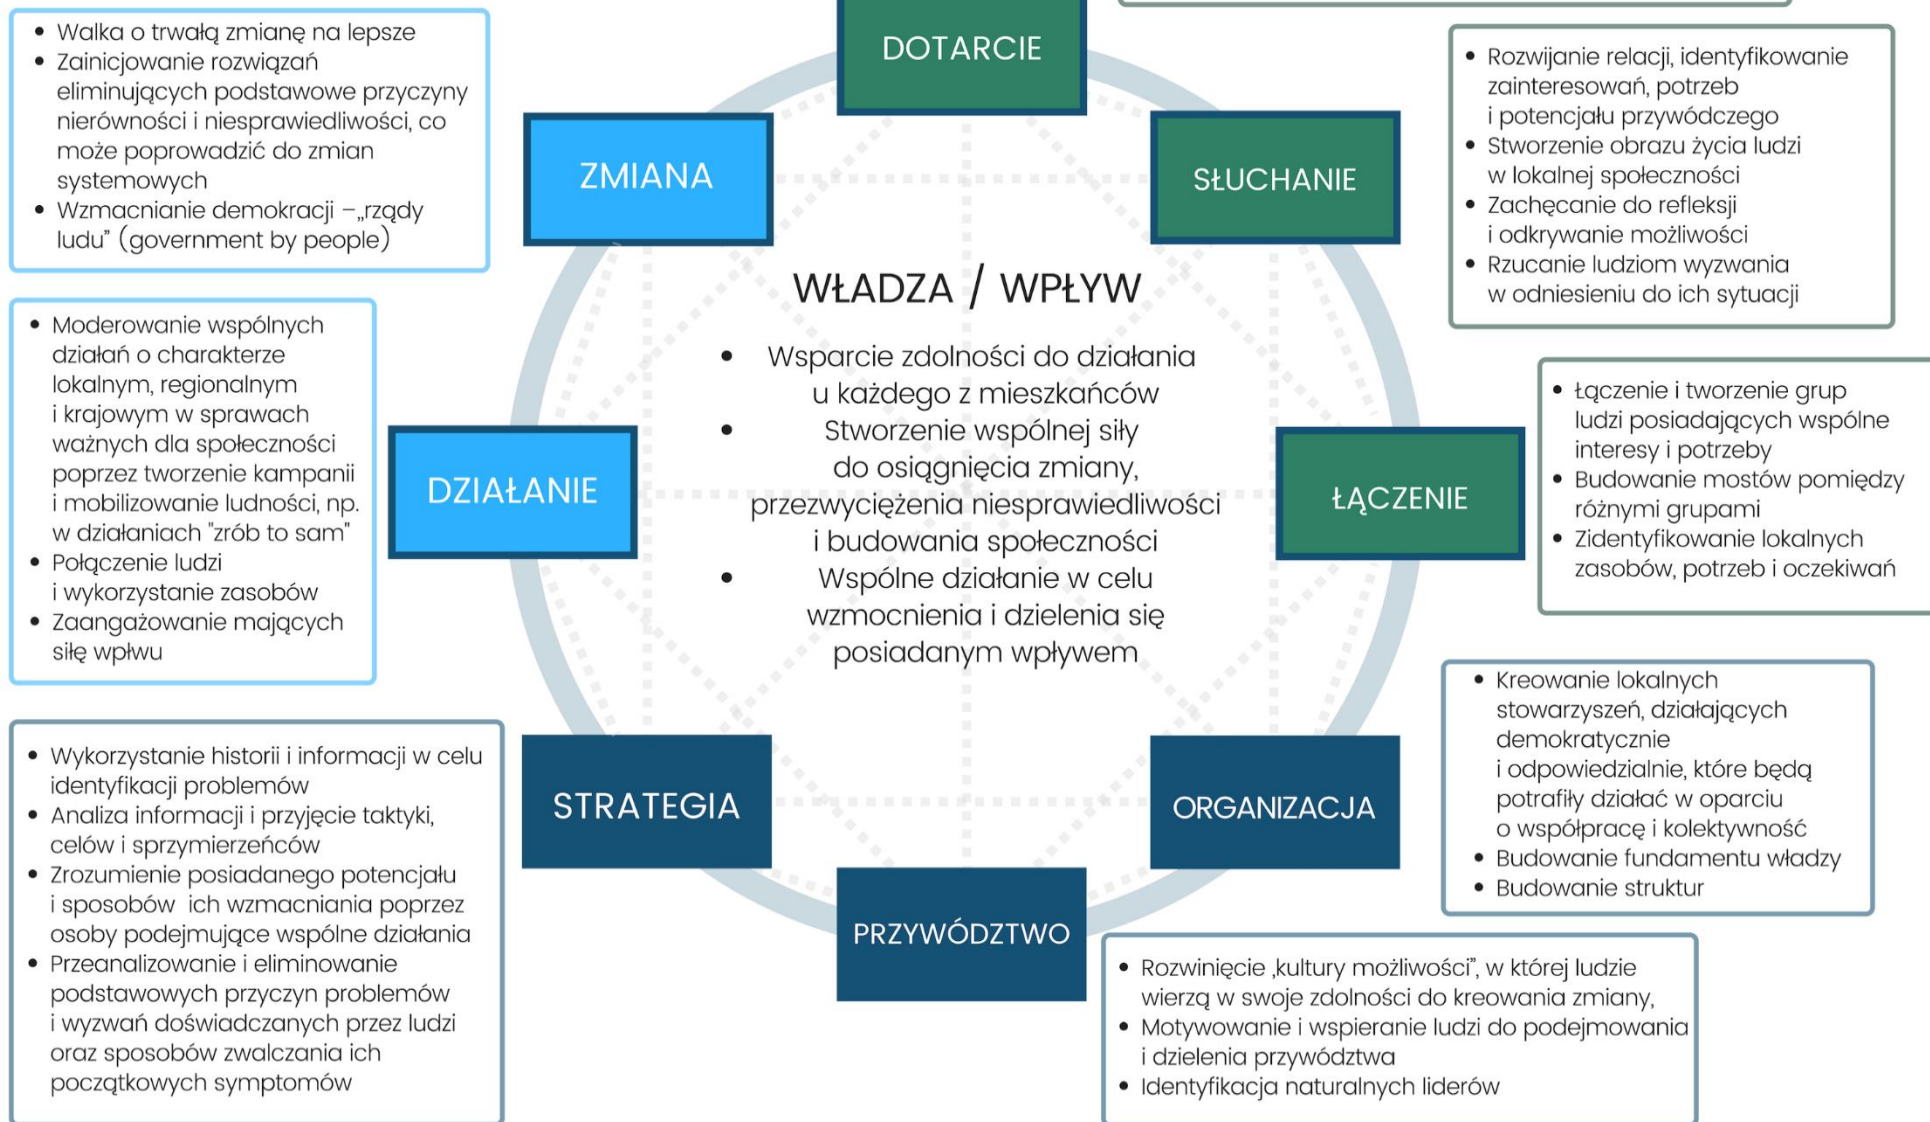 DOTARCIE
• Rozwijanie relacji, identyfikowanie
zainteresowań, potrzeb
i potencjału przywódczego
• Stworzenie obrazu życia ludzi
w lokalnej społeczności
• Zachęcanie do refleksji
i odkrywanie możliwości
• Rzucanie ludziom wyzwania
w odniesieniu do ich sytuacji
SŁUCHANIE
• Łączenie i tworzenie grup
ludzi posiadających wspólne
interesy i potrzeby
• Budowanie mostów pomiędzy
różnymi grupami
• Zidentyfikowanie lokalnych
zasobów, potrzeb i oczekiwań
ŁĄCZENIE
• Kreowanie lokalnych
stowarzyszeń, działających
demokratycznie
i odpowiedzialnie, które będą
potrafiły działać w oparciu
o współpracę i kolektywność
• Budowanie fundamentu władzy
• Budowanie struktur
ORGANIZACJA
• Rozwinięcie „kultury możliwości”, w której ludzie
wierzą w swoje zdolności do kreowania zmiany,
• Motywowanie i wspieranie ludzi do podejmowania
i dzielenia przywództwa
• Identyfikacja naturalnych liderów
PRZYWÓDZTWO
• Wykorzystanie historii i informacji w celu
identyfikacji problemów
• Analiza informacji i przyjęcie taktyki,
celów i sprzymierzeńców
• Zrozumienie posiadanego potencjału
i sposobów ich wzmacniania poprzez
osoby podejmujące wspólne działania
• Przeanalizowanie i eliminowanie
podstawowych przyczyn problemów
i wyzwań doświadczanych przez ludzi
oraz sposobów zwalczania ich
początkowych symptomów
STRATEGIA
• Moderowanie wspólnych
działań o charakterze
lokalnym, regionalnym
i krajowym w sprawach
ważnych dla społeczności
poprzez tworzenie kampanii
i mobilizowanie ludności, np.
w działaniach "zrób to sam"
• Połączenie ludzi
i wykorzystanie zasobów
• Zaangażowanie mających
siłę wpłwu
DZIAŁANIE
• Walka o trwałą zmianę na lepsze
• Zainicjowanie rozwiązań
eliminujących podstawowe przyczyny
nierówności i niesprawiedliwości, co
może poprowadzić do zmian
systemowych
• Wzmacnianie demokracji –„rządy
ludu” (government by people)
ZMIANA
WŁADZA / WPŁYW
• Wsparcie zdolności do działania
u każdego z mieszkańców
• Stworzenie wspólnej siły
do osiągnięcia zmiany,
przezwyciężenia niesprawiedliwości
i budowania społeczności
• Wspólne działanie w celu
wzmocnienia i dzielenia się
posiadanym wpływem